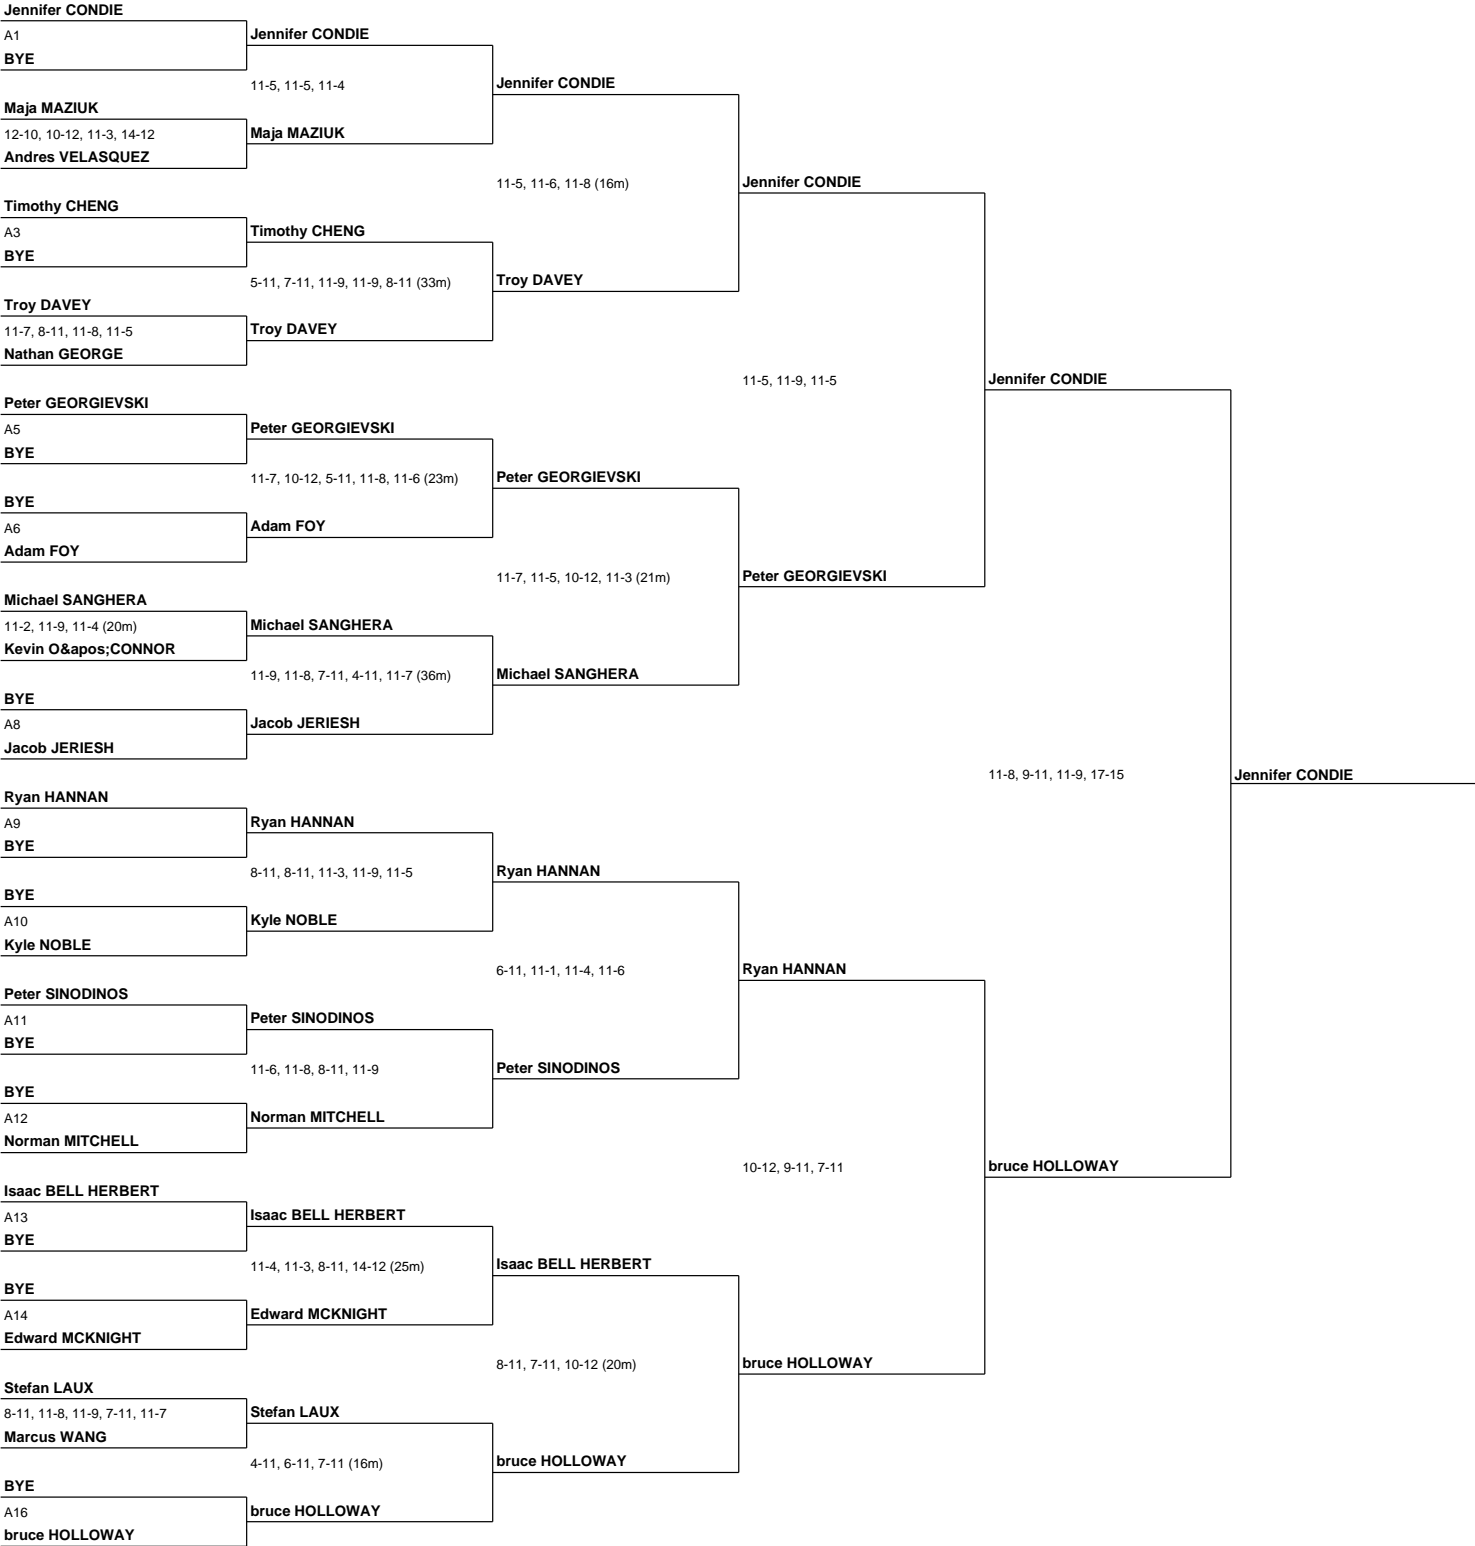 Jennifer CONDIE
A1
BYE
Jennifer CONDIE
11-5, 11-5, 11-4
Maja MAZIUK
12-10, 10-12, 11-3, 14-12
Andres VELASQUEZ
Maja MAZIUK
Jennifer CONDIE
11-5, 11-6, 11-8 (16m)
Timothy CHENG
A3
BYE
Timothy CHENG
5-11, 7-11, 11-9, 11-9, 8-11 (33m)
Troy DAVEY
11-7, 8-11, 11-8, 11-5
Nathan GEORGE
Troy DAVEY
Troy DAVEY
Jennifer CONDIE
11-5, 11-9, 11-5
Peter GEORGIEVSKI
A5
BYE
Peter GEORGIEVSKI
11-7, 10-12, 5-11, 11-8, 11-6 (23m)
BYE
A6
Adam FOY
Adam FOY
Peter GEORGIEVSKI
11-7, 11-5, 10-12, 11-3 (21m)
Michael SANGHERA
11-2, 11-9, 11-4 (20m)
Kevin O&apos;CONNOR
Michael SANGHERA
11-9, 11-8, 7-11, 4-11, 11-7 (36m)
BYE
A8
Jacob JERIESH
Jacob JERIESH
Michael SANGHERA
Peter GEORGIEVSKI
Jennifer CONDIE
11-8, 9-11, 11-9, 17-15
Jennifer CONDIE
Ryan HANNAN
A9
BYE
Ryan HANNAN
8-11, 8-11, 11-3, 11-9, 11-5
BYE
A10
Kyle NOBLE
Kyle NOBLE
Ryan HANNAN
6-11, 11-1, 11-4, 11-6
Peter SINODINOS
A11
BYE
Peter SINODINOS
11-6, 11-8, 8-11, 11-9
BYE
A12
Norman MITCHELL
Norman MITCHELL
Peter SINODINOS
Ryan HANNAN
10-12, 9-11, 7-11
bruce HOLLOWAY
Isaac BELL HERBERT
A13
BYE
Isaac BELL HERBERT
11-4, 11-3, 8-11, 14-12 (25m)
BYE
A14
Edward MCKNIGHT
Edward MCKNIGHT
Isaac BELL HERBERT
8-11, 7-11, 10-12 (20m)
bruce HOLLOWAY
Stefan LAUX
8-11, 11-8, 11-9, 7-11, 11-7
Marcus WANG
Stefan LAUX
4-11, 6-11, 7-11 (16m)
BYE
A16
bruce HOLLOWAY
bruce HOLLOWAY
bruce HOLLOWAY